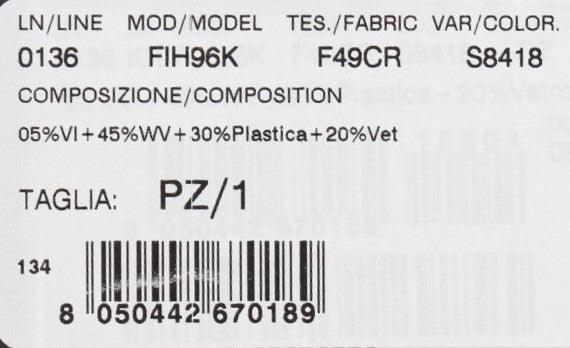 LN/LINE MOD/MODEL TES./FABRIC VAR/COLOR.
0136 FIH96K F49CR S8418
COMPOSIZIONE/COMPOSITION
05%VI+45%WV+30%Plastica+20%Vet
TAGLIA: PZ/1
134
8 050442 670189